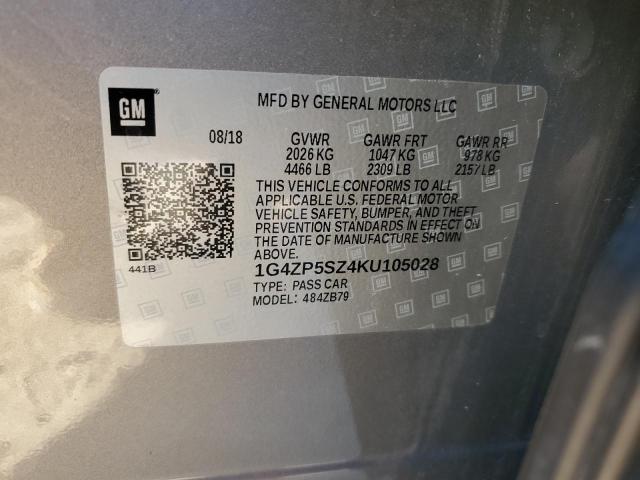 GM
MFD BY GENERAL MOTORS LLC
08/18 GVWR GAWR FRT GAWR RR
2026 KG 1047 KG 978 KG
4466 LB 2309 LB 2157 LB
THIS VEHICLE CONFORMS TO ALL
APPLICABLE U.S. FEDERAL MOTOR
VEHICLE SAFETY, BUMPER, AND THEFT
PREVENTION STANDARDS IN EFFECT ON
THE DATE OF MANUFACTURE SHOWN
ABOVE.
441B
1G4ZP5SZ4KU105028
TYPE: PASS CAR
MODEL: 484ZB79